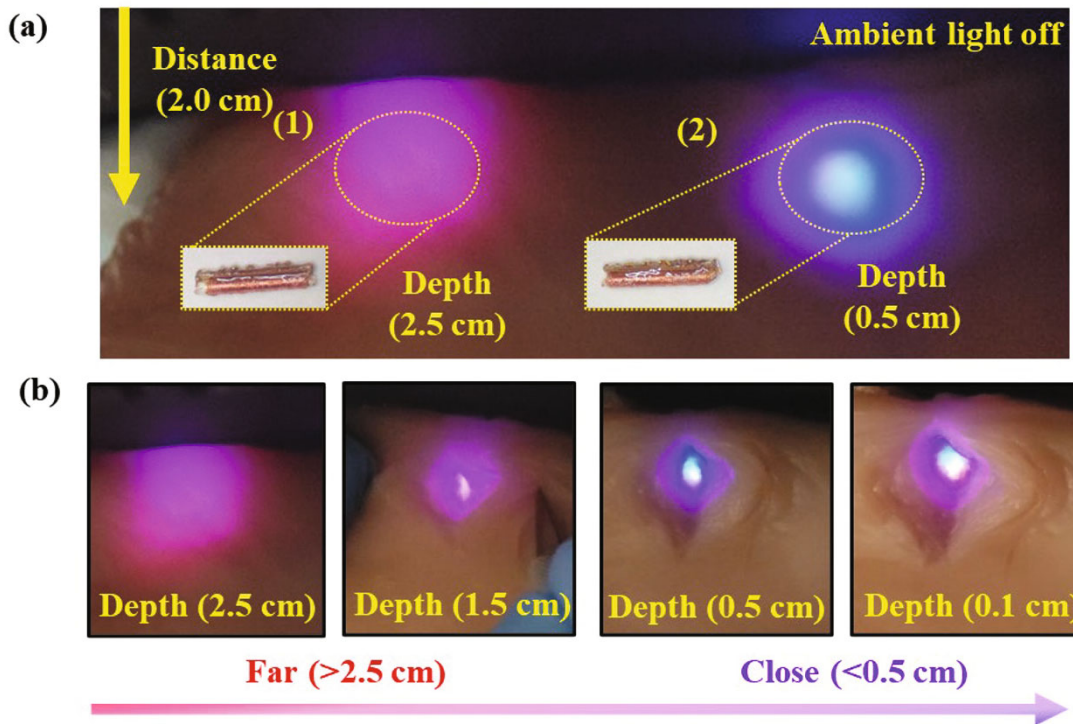 (a)
Distance
(2.0 cm)
Ambient light off
(1)
(2)
Depth
(2.5 cm)
Depth
(0.5 cm)
(b)
Depth (2.5 cm)
Depth (1.5 cm)
Depth (0.5 cm)
Depth (0.1 cm)
Far (>2.5 cm)
Close (<0.5 cm)